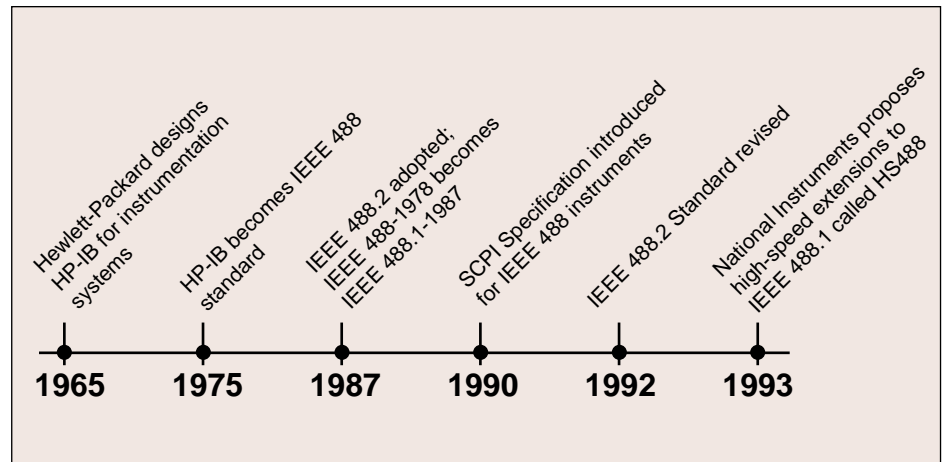 Hewlett-Packard designs
HP-IB for instrumentation
systems
HP-IB becomes IEEE 488
standard
IEEE 488.2 adopted;
IEEE 488-1978 becomes
IEEE 488.1-1987
SCPI Specification introduced
for IEEE 488 instruments
IEEE 488.2 Standard revised
National Instruments proposes
high-speed extensions to
IEEE 488.1 called HS488
1965 1975 1987 1990 1992 1993